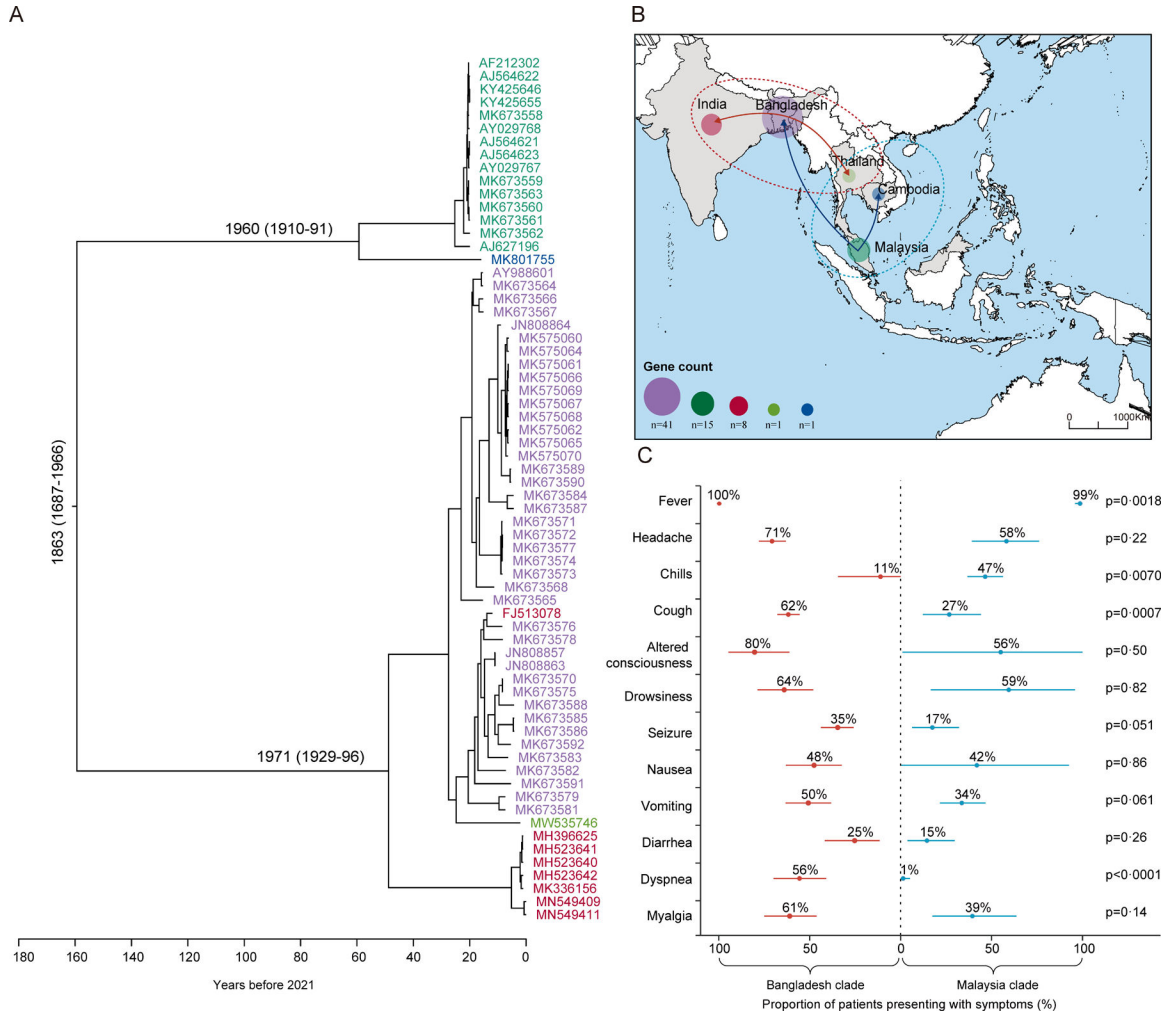 A
AF212302
AJ564622
KY425646
KY425655
MK673558
AY029768
AJ564621
AJ564623
AY029767
MK673559
MK673563
MK673560
MK673561
MK673562
AJ627196
MK801755
AY988601
MK673564
MK673566
MK673567
JN808864
MK575060
MK575064
MK575061
MK575066
MK575069
MK575067
MK575068
MK575062
MK575065
MK575070
MK673589
MK673590
MK673584
MK673587
MK673571
MK673572
MK673577
MK673574
MK673573
MK673568
MK673565
FJ513078
MK673576
MK673578
JN808857
JN808863
MK673570
MK673575
MK673588
MK673585
MK673586
MK673592
MK673583
MK673582
MK673591
MK673579
MK673581
MW535746
MH396625
MH523641
MH523640
MH523642
MK336156
MN549409
MN549411
1960 (1910-91)
1863 (1687-1966)
1971 (1929-96)
180 160 140 120 100 80 60 40 20 0
Years before 2021
B
India
Bangladesh
Thailand
Cambodia
Malaysia
Gene count
n=41 n=15 n=8 n=1 n=1
0 1000Km
C
Fever 100% 99% p=0·0018
Headache 71% 58% p=0·22
Chills 11% 47% p=0·0070
Cough 62% 27% p=0·0007
Altered
consciousness 80% 56% p=0·50
Drowsiness 64% 59% p=0·82
Seizure 35% 17% p=0·051
Nausea 48% 42% p=0·86
Vomiting 50% 34% p=0·061
Diarrhea 25% 15% p=0·26
Dyspnea 56% 1% p<0·0001
Myalgia 61% 39% p=0·14
100 50 0 50 100
Bangladesh clade Malaysia clade
Proportion of patients presenting with symptoms (%)